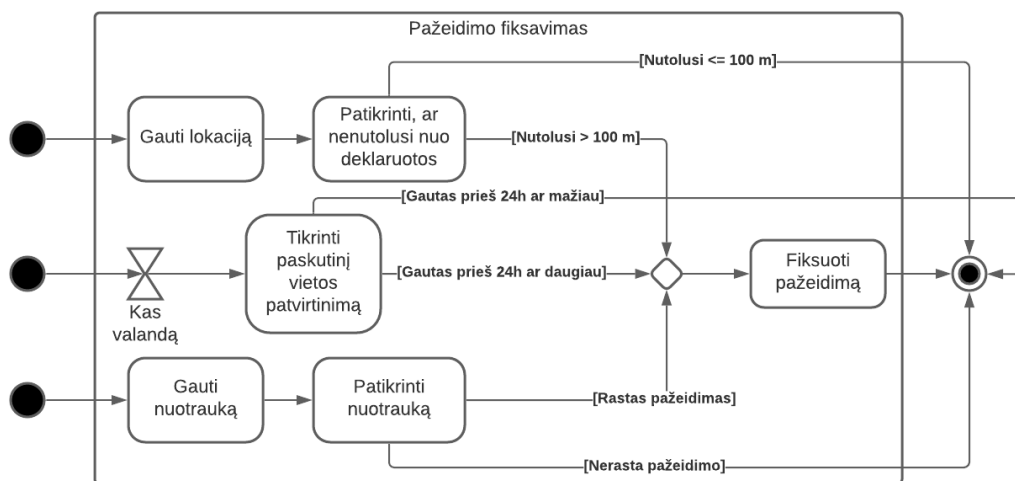 Pažeidimo fiksavimas
[Nutolusi <= 100 m]
Gauti lokaciją
Patikrinti, ar
nenutolusi nuo
deklaruotos
[Nutolusi > 100 m]
[Gautas prieš 24h ar mažiau]
Kas
valandą
Tikrinti
paskutinį
vietos
patvirtinimą
[Gautas prieš 24h ar daugiau]
Fiksuoti
pažeidimą
Gauti
nuotrauką
Patikrinti
nuotrauką
[Rastas pažeidimas]
[Nerasta pažeidimo]